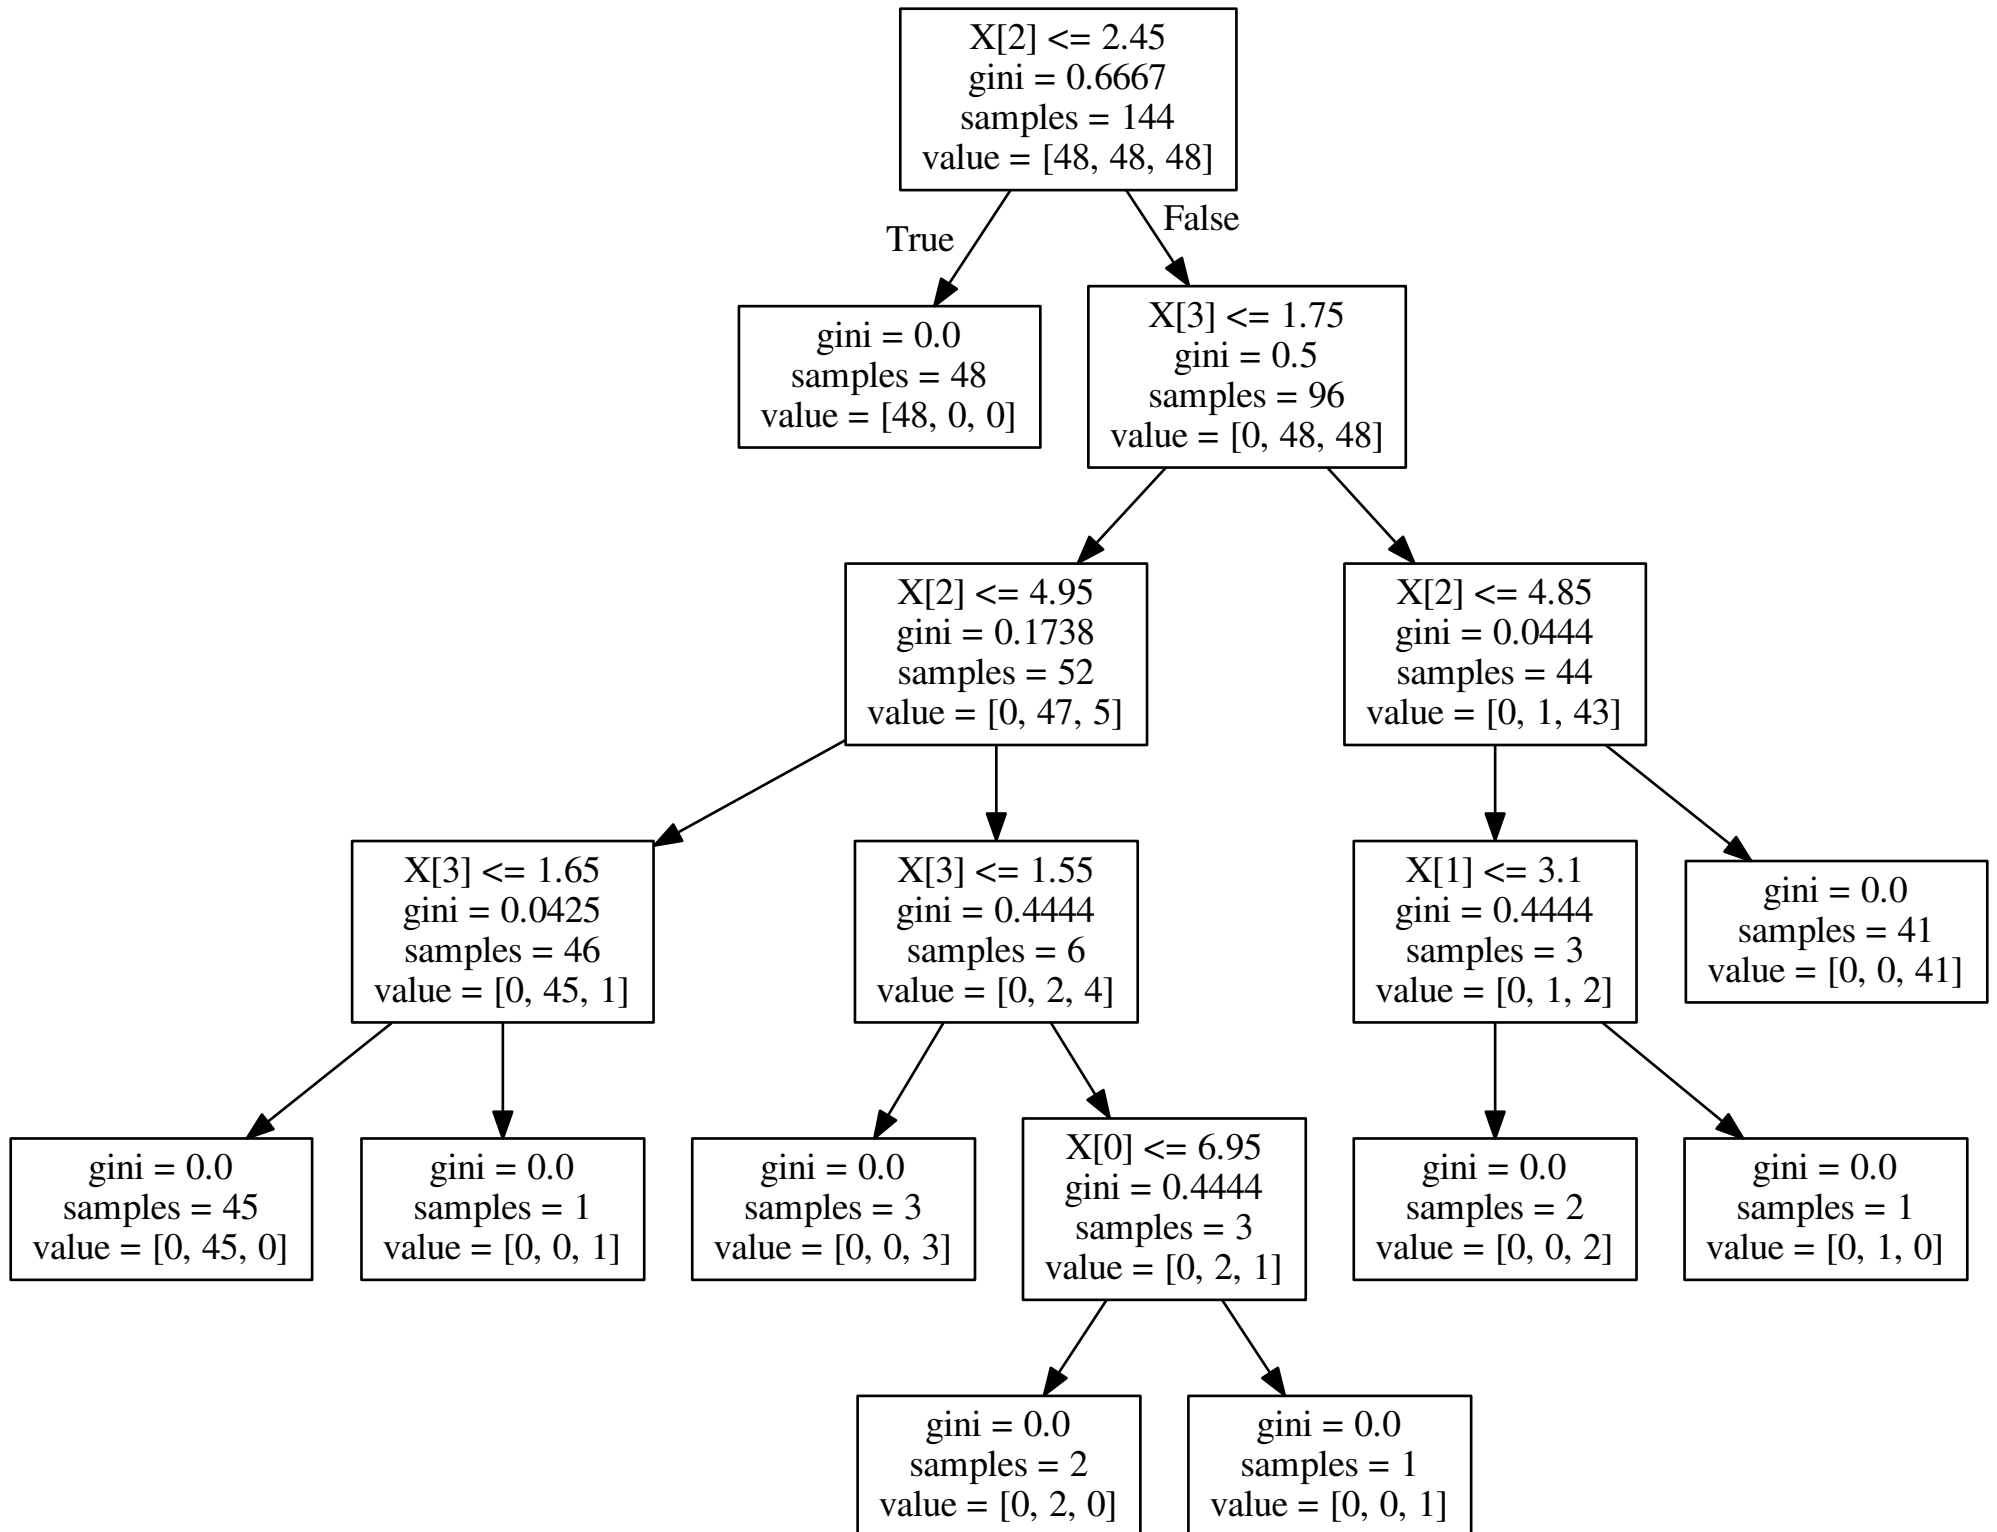 X[2] <= 2.45
gini = 0.6667
samples = 144
value = [48, 48, 48]
True
False
gini = 0.0
samples = 48
value = [48, 0, 0]
X[3] <= 1.75
gini = 0.5
samples = 96
value = [0, 48, 48]
X[2] <= 4.95
gini = 0.1738
samples = 52
value = [0, 47, 5]
X[2] <= 4.85
gini = 0.0444
samples = 44
value = [0, 1, 43]
X[3] <= 1.65
gini = 0.0425
samples = 46
value = [0, 45, 1]
X[3] <= 1.55
gini = 0.4444
samples = 6
value = [0, 2, 4]
X[1] <= 3.1
gini = 0.4444
samples = 3
value = [0, 1, 2]
gini = 0.0
samples = 41
value = [0, 0, 41]
gini = 0.0
samples = 45
value = [0, 45, 0]
gini = 0.0
samples = 1
value = [0, 0, 1]
gini = 0.0
samples = 3
value = [0, 0, 3]
X[0] <= 6.95
gini = 0.4444
samples = 3
value = [0, 2, 1]
gini = 0.0
samples = 2
value = [0, 0, 2]
gini = 0.0
samples = 1
value = [0, 1, 0]
gini = 0.0
samples = 2
value = [0, 2, 0]
gini = 0.0
samples = 1
value = [0, 0, 1]